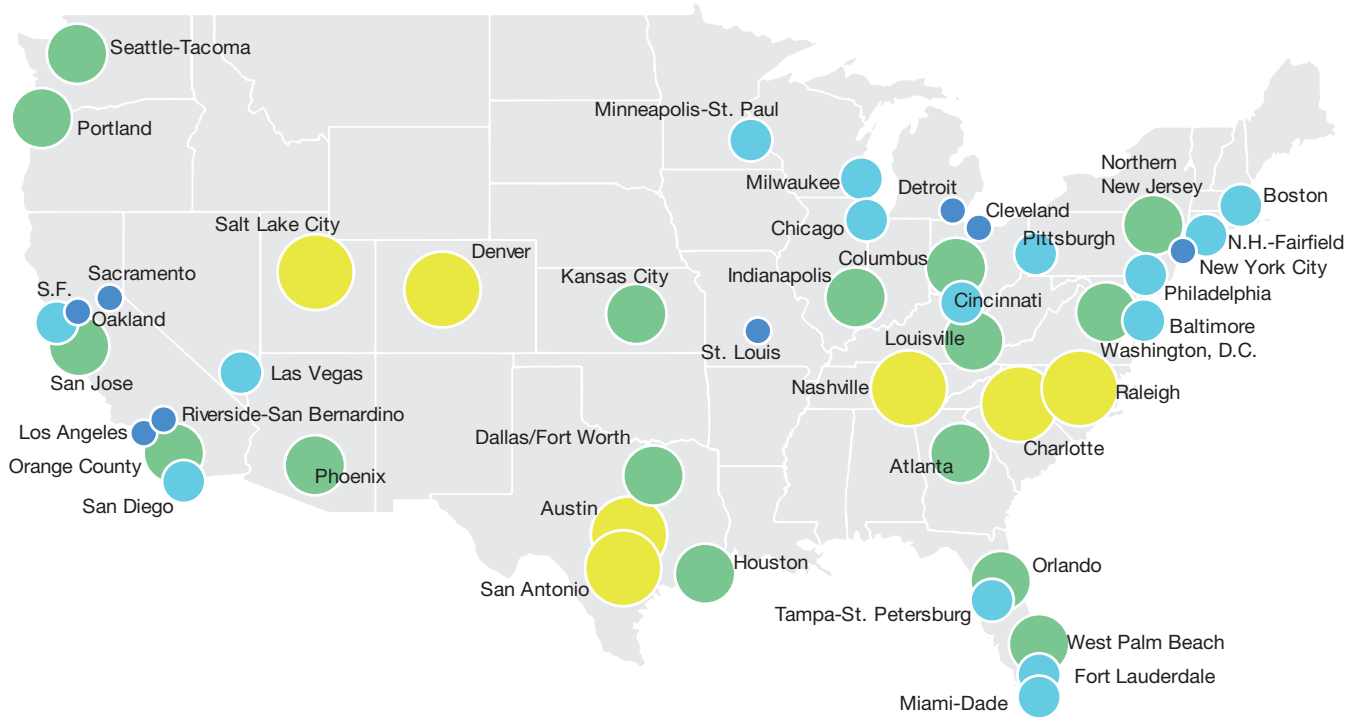 Seattle-Tacoma
Portland
Minneapolis-St. Paul
Milwaukee
Chicago
Detroit
Cleveland
Northern
New Jersey
Boston
N.H.-Fairfield
New York City
Pittsburgh
Philadelphia
Baltimore
Washington, D.C.
Salt Lake City
Denver
Kansas City
Indianapolis
Columbus
Cincinnati
Louisville
St. Louis
Sacramento
S.F.
Oakland
San Jose
Las Vegas
Riverside-San Bernardino
Los Angeles
Orange County
San Diego
Phoenix
Nashville
Raleigh
Charlotte
Atlanta
Dallas/Fort Worth
Austin
San Antonio
Houston
Orlando
Tampa-St. Petersburg
West Palm Beach
Fort Lauderdale
Miami-Dade